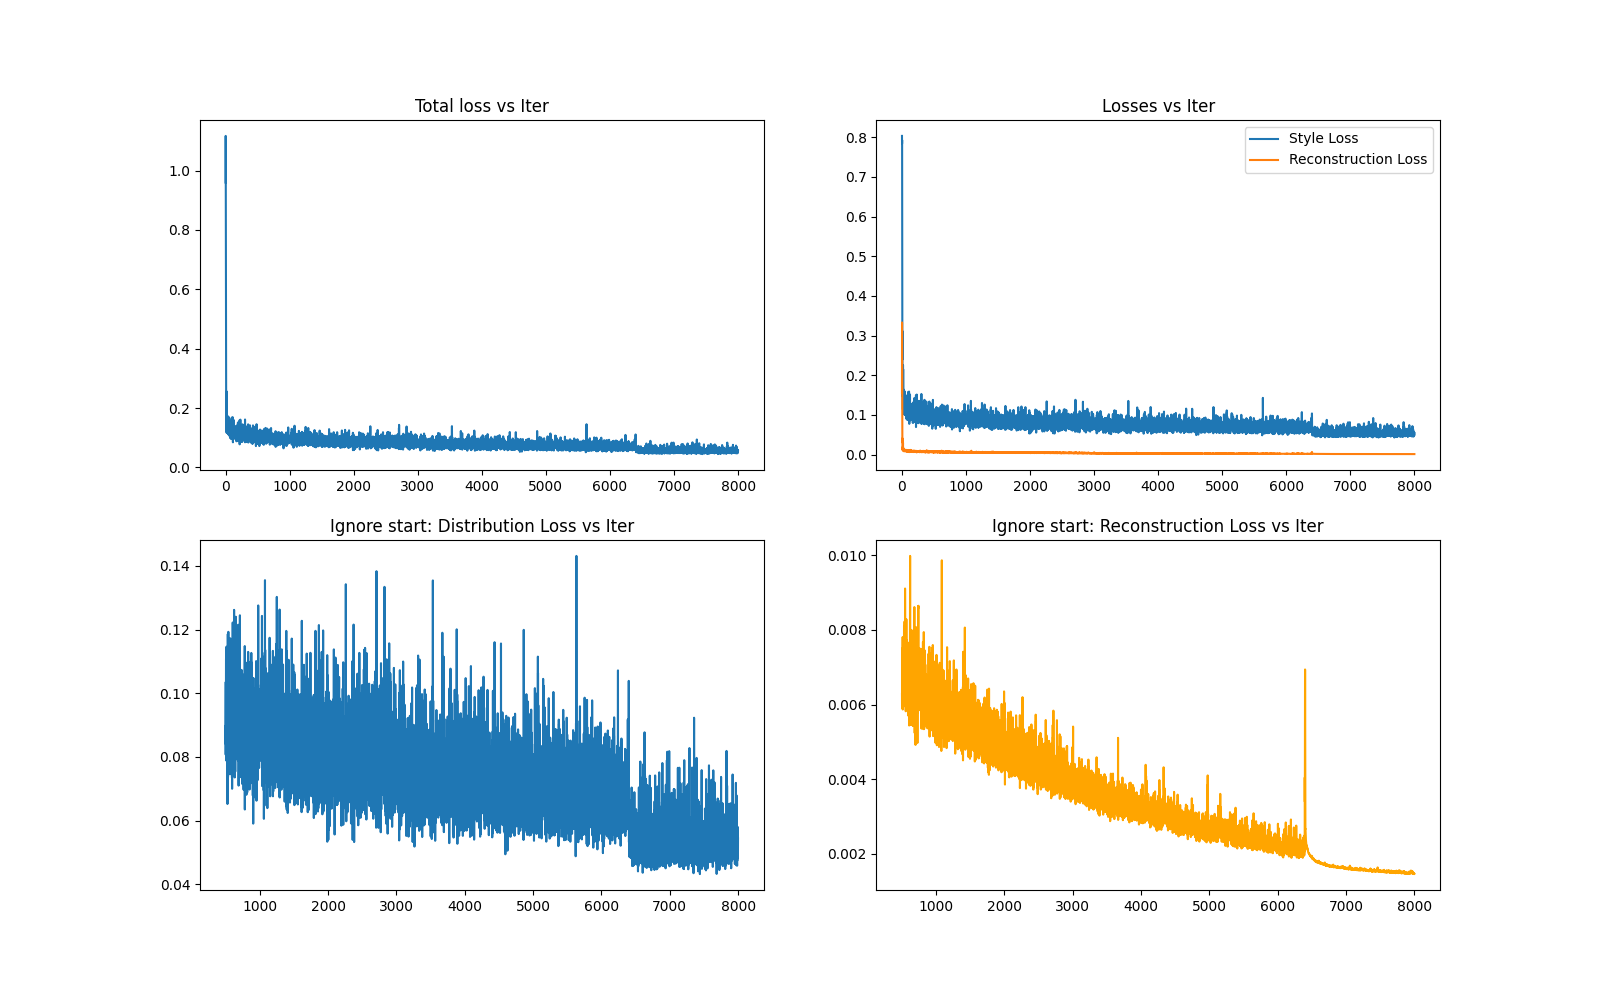 Total loss vs Iter
1.0
0.8
0.6
0.4
0.2
0.0
0 1000 2000 3000 4000 5000 6000 7000 8000
Losses vs Iter
Style Loss
Reconstruction Loss
0.8
0.7
0.6
0.5
0.4
0.3
0.2
0.1
0.0
0 1000 2000 3000 4000 5000 6000 7000 8000
Ignore start: Distribution Loss vs Iter
0.14
0.12
0.10
0.08
0.06
0.04
1000 2000 3000 4000 5000 6000 7000 8000
Ignore start: Reconstruction Loss vs Iter
0.010
0.008
0.006
0.004
0.002
1000 2000 3000 4000 5000 6000 7000 8000